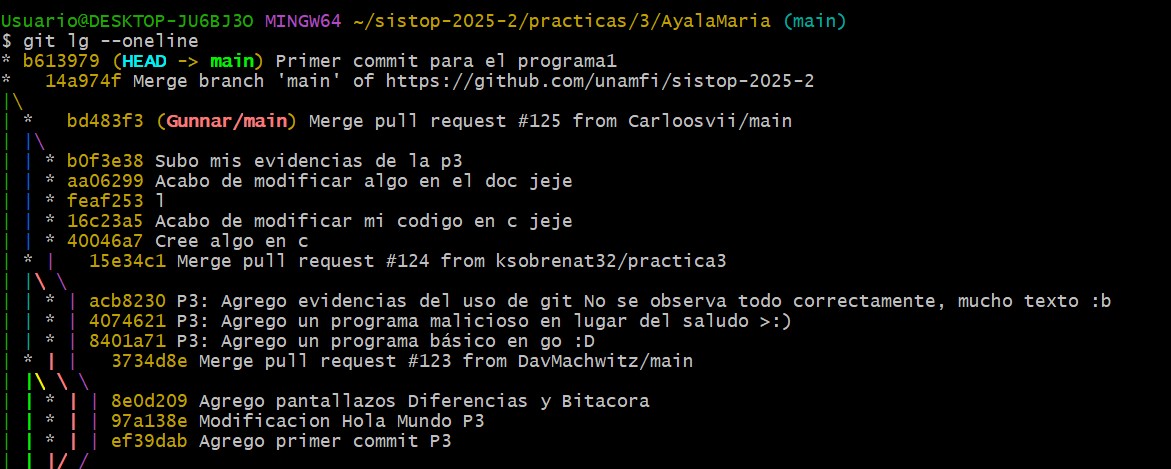 Usuario@DESKTOP-JU6BJ3O MINGW64 ~/sistop-2025-2/practicas/3/AyalaMaria (main)
$ git lg --oneline
* b613979 (HEAD -> main) Primer commit para el programa1
*   14a974f Merge branch 'main' of https://github.com/unamfi/sistop-2025-2
|\
| *   bd483f3 (Gunnar/main) Merge pull request #125 from Carloosvii/main
| |\
| | * b0f3e38 Subo mis evidencias de la p3
| | * aa06299 Acabo de modificar algo en el doc jeje
| | * feaf253 l
| | * 16c23a5 Acabo de modificar mi codigo en c jeje
| | * 40046a7 Cree algo en c
| * |   15e34c1 Merge pull request #124 from ksobrenat32/practica3
| |\ \
| | * | acb8230 P3: Agrego evidencias del uso de git No se observa todo correctamente, mucho texto :b
| | * | 4074621 P3: Agrego un programa malicioso en lugar del saludo >:)
| | * | 8401a71 P3: Agrego un programa básico en go :D
| * | |   3734d8e Merge pull request #123 from DavMachwitz/main
| |\ \ \
| | * | | 8e0d209 Agrego pantallazos Diferencias y Bitacora
| | * | | 97a138e Modificacion Hola Mundo P3
| | * | | ef39dab Agrego primer commit P3
| | |/ /